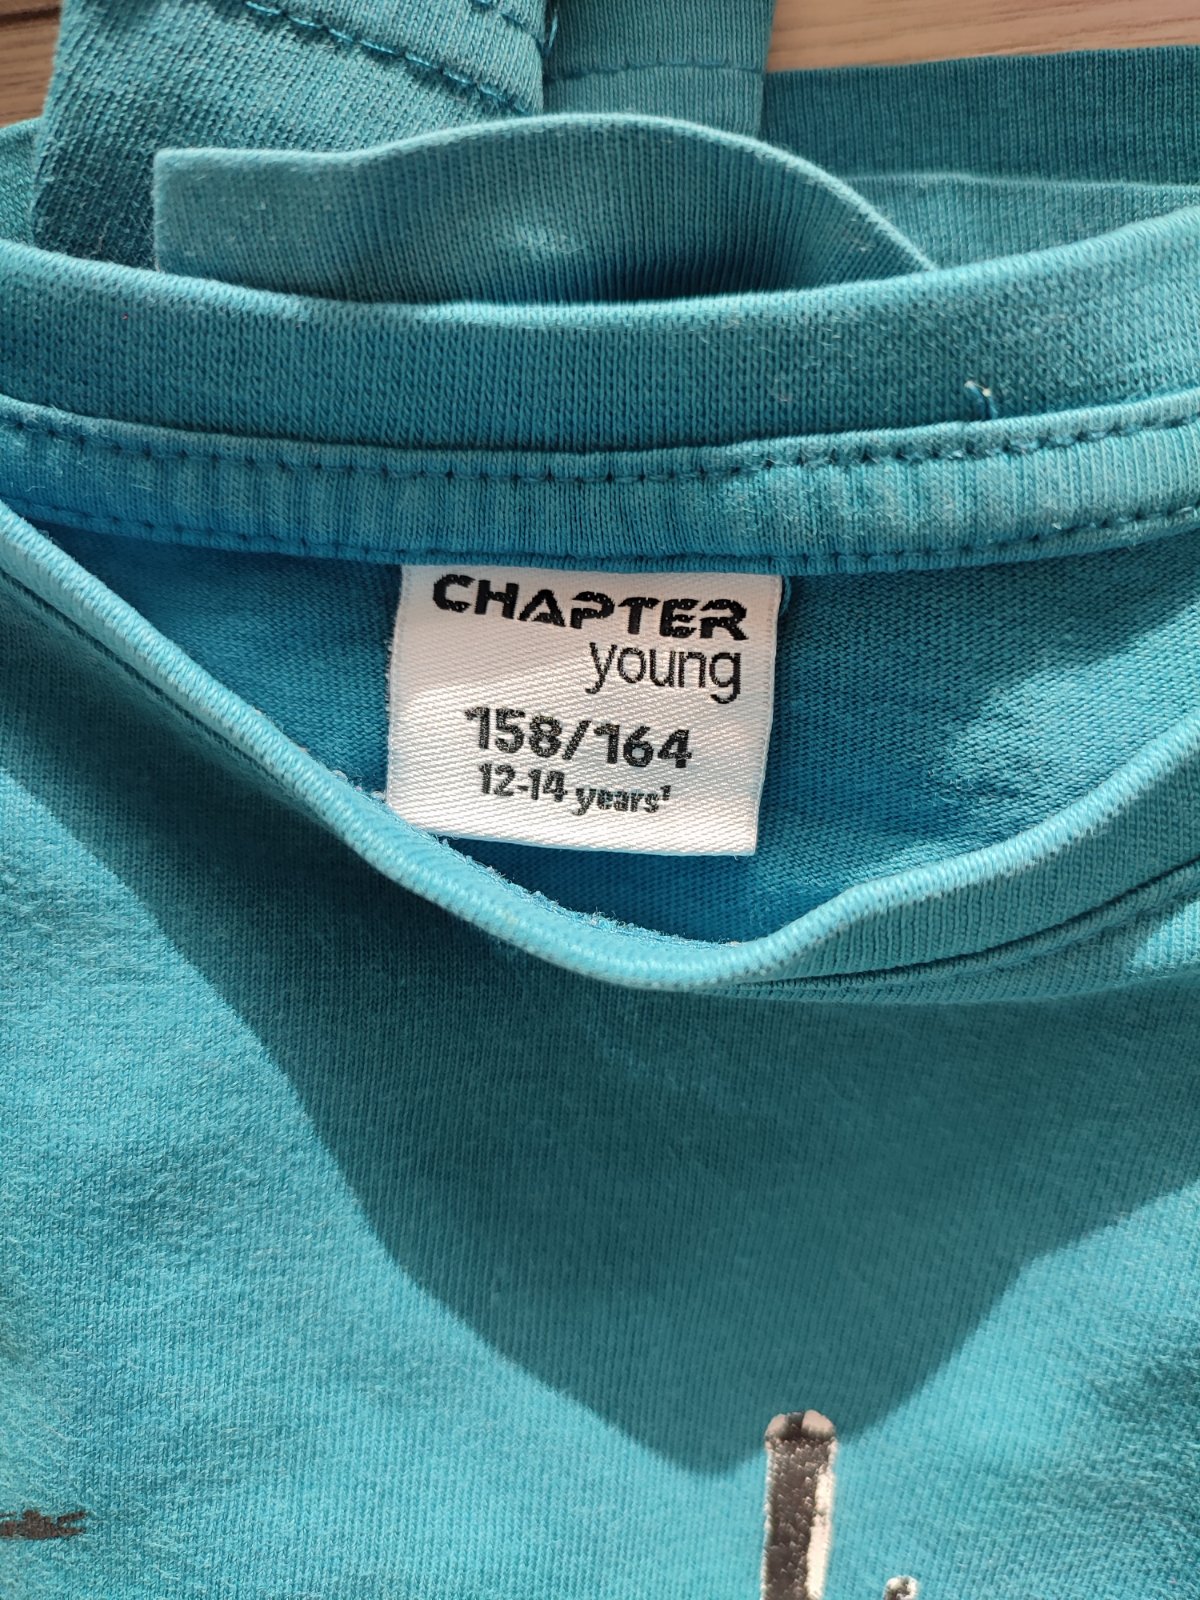 CHAPTER
young
158/164
12-14 years¹